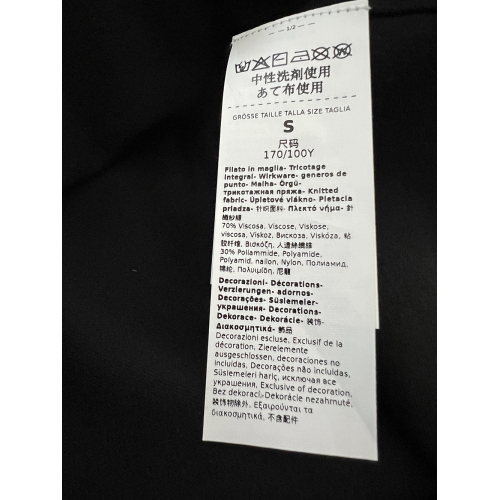 — 1/2 —
中性洗剤使用
あて布使用
GRÖSSE TAILLE TALLA SIZE TAGLIA
S
尺码
170/100Y
Filato in maglia- Tricotage
integral- Wirkware- generos de
punto- Malha- Örgü-
трикотажная пряжа- Knitted
fabric- Úpletové vlákno- Pletacia
priadza- 针织面料- Πλεκτό νήμα- 針
織紗線
70% Viscosa, Viscose, Viskose,
viscosa, Viskoz, Вискоза, Viskóza, 粘
胶纤维, Βισκόζη, 人造絲纖維
30% Poliammide, Polyamide,
Polyamid, nailon, Nylon, Полиамид,
锦纶, Πολυμίδη, 尼龍
Decorazioni- Décorations-
Verzierungen- adornos-
Decorações- Süslemeler-
украшения- Decorations-
Dekorace- Dekorácie- 装饰-
Διακοσμητικά- 飾品
Decorazioni escluse, Exclusif de la
décoration, Zierelemente
ausgeschlossen, decoraciones no
incluidas, Decorações não incluídas,
Süslemeleri hariç, исключая все
украшения, Exclusive of decoration,
Bez dekorací, Dekorácie nezahrnuté,
装饰物除外, Εξαιρούνται τα
διακοσμητικά, 不含配件